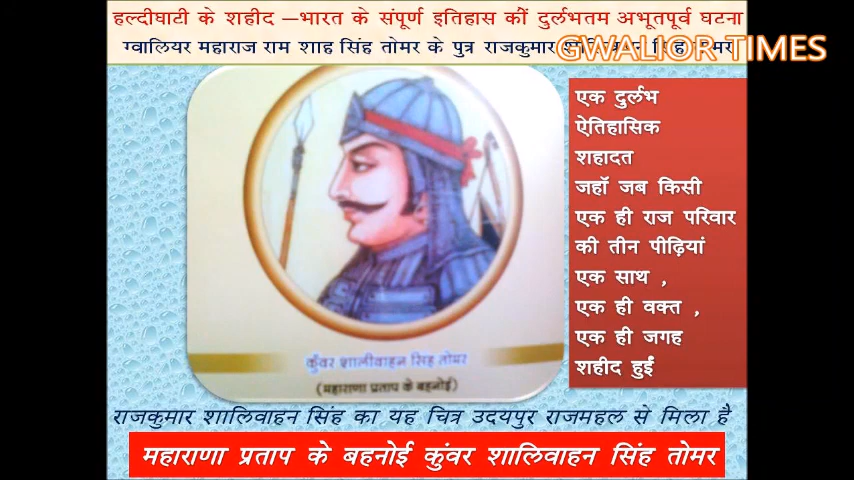 हल्दीघाटी के शहीद –भारत के संपूर्ण इतिहास की दुर्लभतम अभूतपूर्व घटना
ग्वालियर महाराज राम शाह सिंह तोमर के पुत्र राजकुमार
GWALIOR TIMES
एक दुर्लभ
ऐतिहासिक
शहादत
जहाॅ जब किसी
एक ही राज परिवार
की तीन पीढ़ियां
एक साथ ,
एक ही वक्त ,
एक ही जगह
शहीद हुईं
कुँवर शालीवाहन सिंह तोमर
(महाराणा प्रताप के बहनोई)
राजकुमार शालिवाहन सिंह का यह चित्र उदयपुर राजमहल से मिला है
महाराणा प्रताप के बहनोई कुंवर शालिवाहन सिंह तोमर